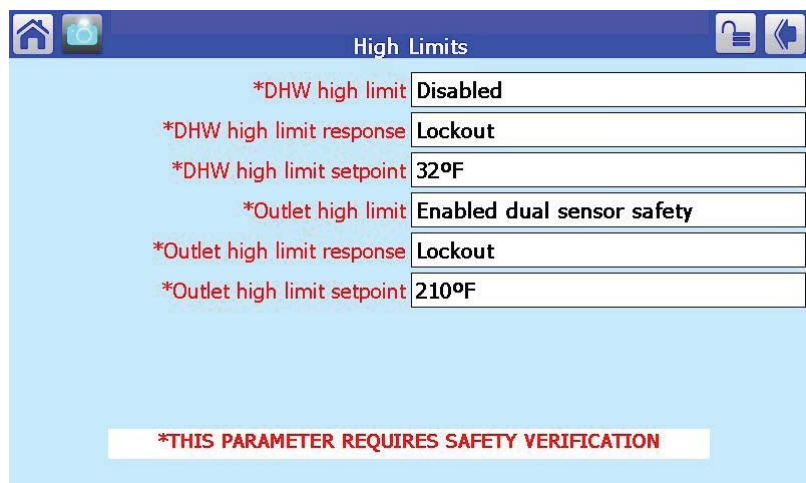 High Limits
*DHW high limit Disabled
*DHW high limit response Lockout
*DHW high limit setpoint 32ºF
*Outlet high limit Enabled dual sensor safety
*Outlet high limit response Lockout
*Outlet high limit setpoint 210ºF
*THIS PARAMETER REQUIRES SAFETY VERIFICATION